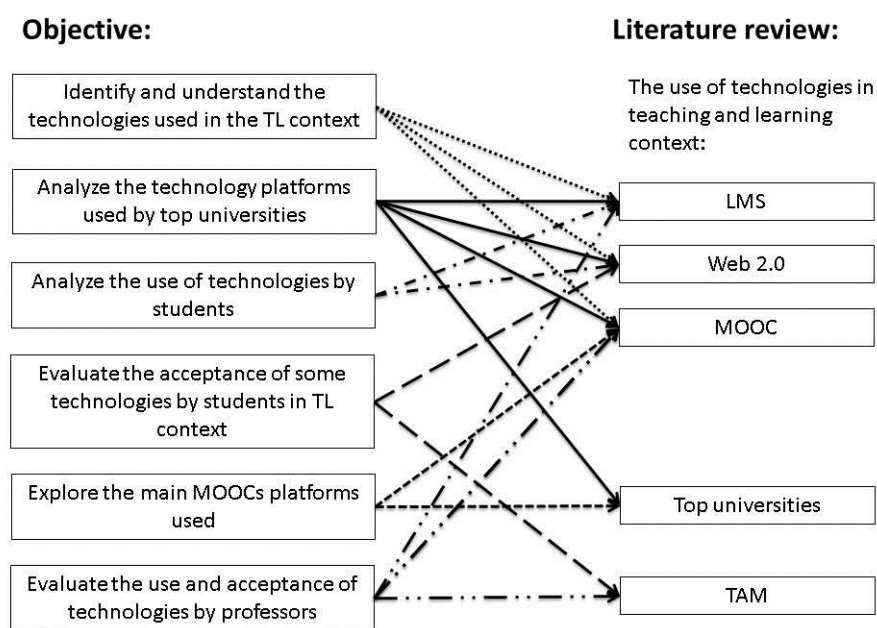 Objective:
Identify and understand the
technologies used in the TL context
Analyze the technology platforms
used by top universities
Analyze the use of technologies by
students
Evaluate the acceptance of some
technologies by students in TL
context
Explore the main MOOCs platforms
used
Evaluate the use and acceptance of
technologies by professors
Literature review:
The use of technologies in
teaching and learning
context:
LMS
Web 2.0
MOOC
Top universities
TAM